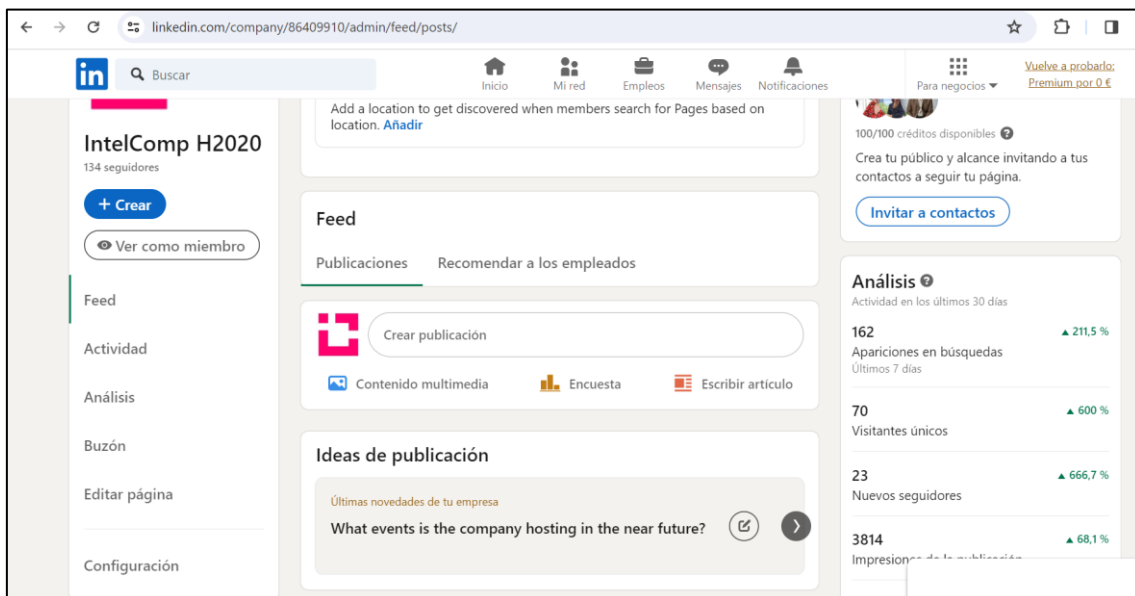 linkedin.com/company/86409910/admin/feed/posts/
in
Buscar
Inicio
Mi red
Empleos
Mensajes
Notificaciones
Para negocios
Vuelve a probarlo:
Premium por 0 €
IntelComp H2020
134 seguidores
+ Crear
Ver como miembro
Feed
Actividad
Análisis
Buzón
Editar página
Configuración
Add a location to get discovered when members search for Pages based on
location. Añadir
Feed
Publicaciones
Recomendar a los empleados
Crear publicación
Contenido multimedia
Encuesta
Escribir artículo
Ideas de publicación
Últimas novedades de tu empresa
What events is the company hosting in the near future?
100/100 créditos disponibles
Crea tu público y alcance invitando a tus
contactos a seguir tu página.
Invitar a contactos
Análisis
Actividad en los últimos 30 días
162 ▲ 211,5 %
Apariciones en búsquedas
Últimos 7 días
70 ▲ 600 %
Visitantes únicos
23 ▲ 666,7 %
Nuevos seguidores
3814 ▲ 68,1 %
Impresiones de la publicación